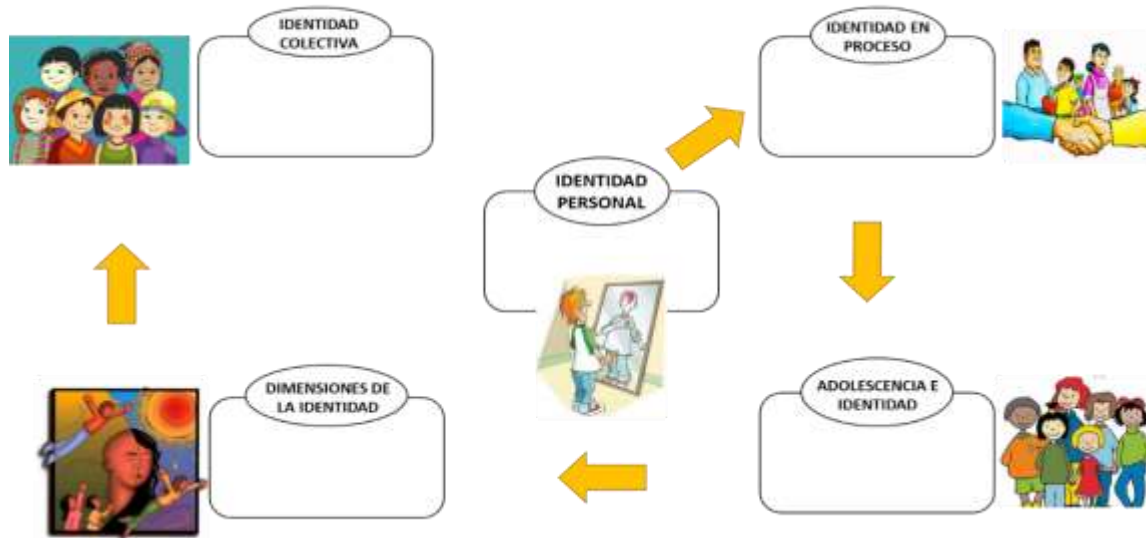 IDENTIDAD
COLECTIVA
IDENTIDAD EN
PROCESO
IDENTIDAD
PERSONAL
DIMENSIONES DE
LA IDENTIDAD
ADOLESCENCIA E
IDENTIDAD